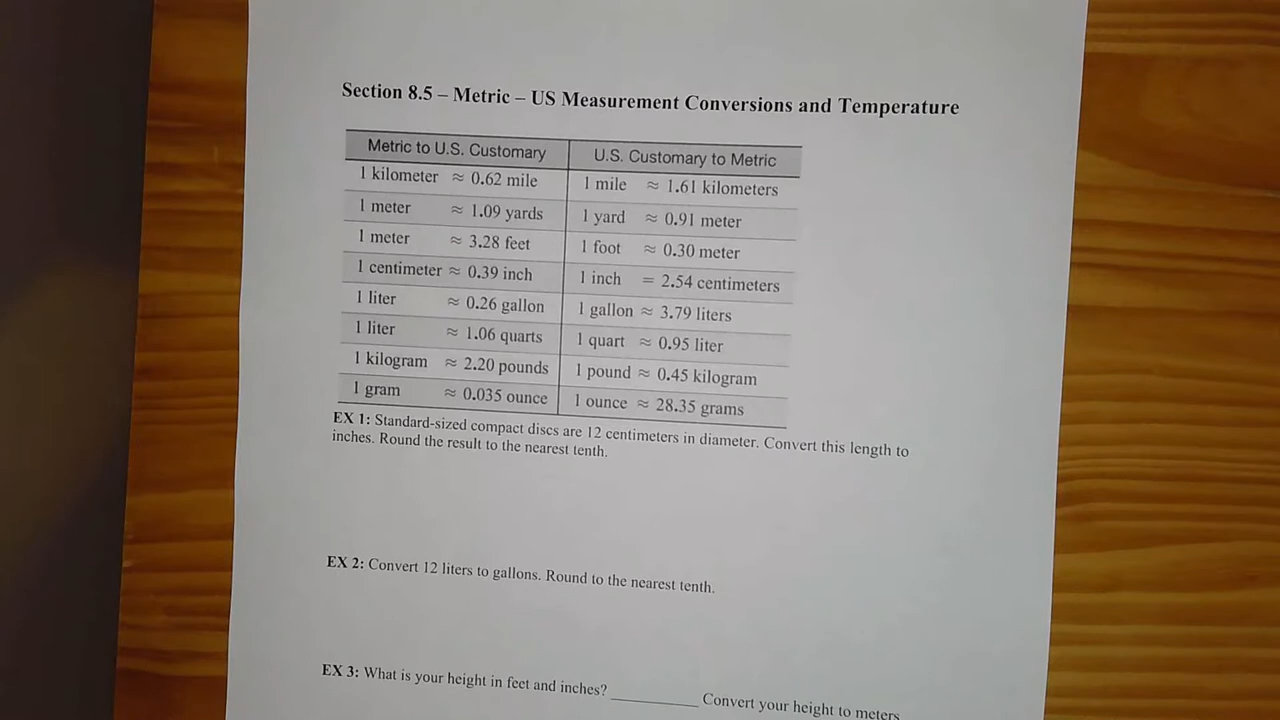 Section 8.5 – Metric – US Measurement Conversions and Temperature
Metric to U.S. Customary U.S. Customary to Metric
1 kilometer ≈ 0.62 mile 1 mile ≈ 1.61 kilometers
1 meter ≈ 1.09 yards 1 yard ≈ 0.91 meter
1 meter ≈ 3.28 feet 1 foot ≈ 0.30 meter
1 centimeter ≈ 0.39 inch 1 inch = 2.54 centimeters
1 liter ≈ 0.26 gallon 1 gallon ≈ 3.79 liters
1 liter ≈ 1.06 quarts 1 quart ≈ 0.95 liter
1 kilogram ≈ 2.20 pounds 1 pound ≈ 0.45 kilogram
1 gram ≈ 0.035 ounce 1 ounce ≈ 28.35 grams
EX 1: Standard-sized compact discs are 12 centimeters in diameter. Convert this length to
inches. Round the result to the nearest tenth.
EX 2: Convert 12 liters to gallons. Round to the nearest tenth.
EX 3: What is your height in feet and inches? __________ Convert your height to meters